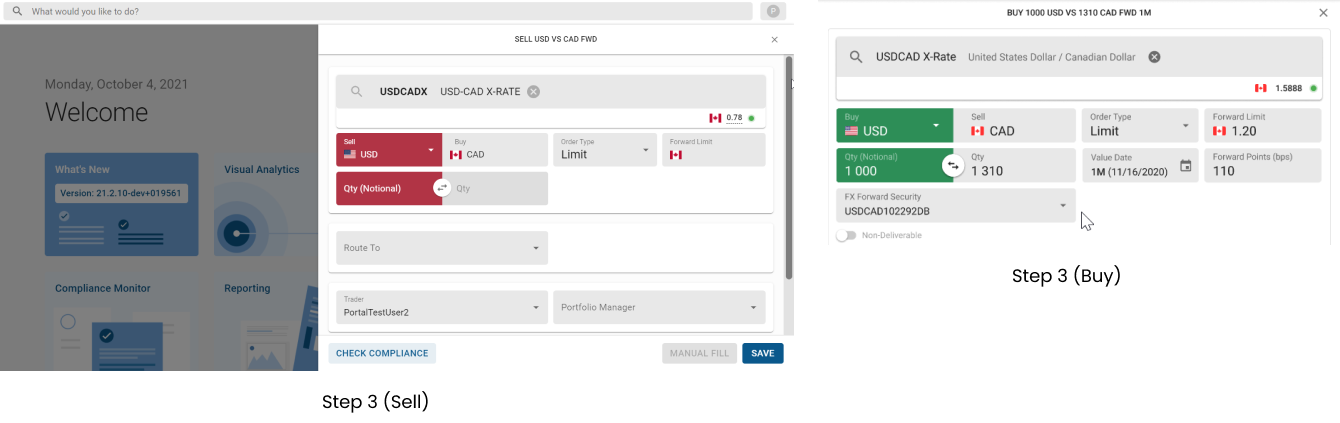 What would you like to do?
P
Monday, October 4, 2021
Welcome
What's New
Version: 21.2.10-dev+019561
Visual Analytics
Compliance Monitor
Reporting
SELL USD VS CAD FWD
USDCADX USD-CAD X-RATE
0.78
Sell
USD
Buy
CAD
Order Type
Limit
Forward Limit
Qty (Notional)
Qty
Route To
Trader
PortalTestUser2
Portfolio Manager
CHECK COMPLIANCE
MANUAL FILL
SAVE
Step 3 (Sell)
BUY 1000 USD VS 1310 CAD FWD 1M
USDCAD X-Rate United States Dollar / Canadian Dollar
1.5888
Buy
USD
Sell
CAD
Order Type
Limit
Forward Limit
1.20
Qty (Notional)
1 000
Qty
1 310
Value Date
1M (11/16/2020)
Forward Points (bps)
110
FX Forward Security
USDCAD102292DB
Non-Deliverable
Step 3 (Buy)